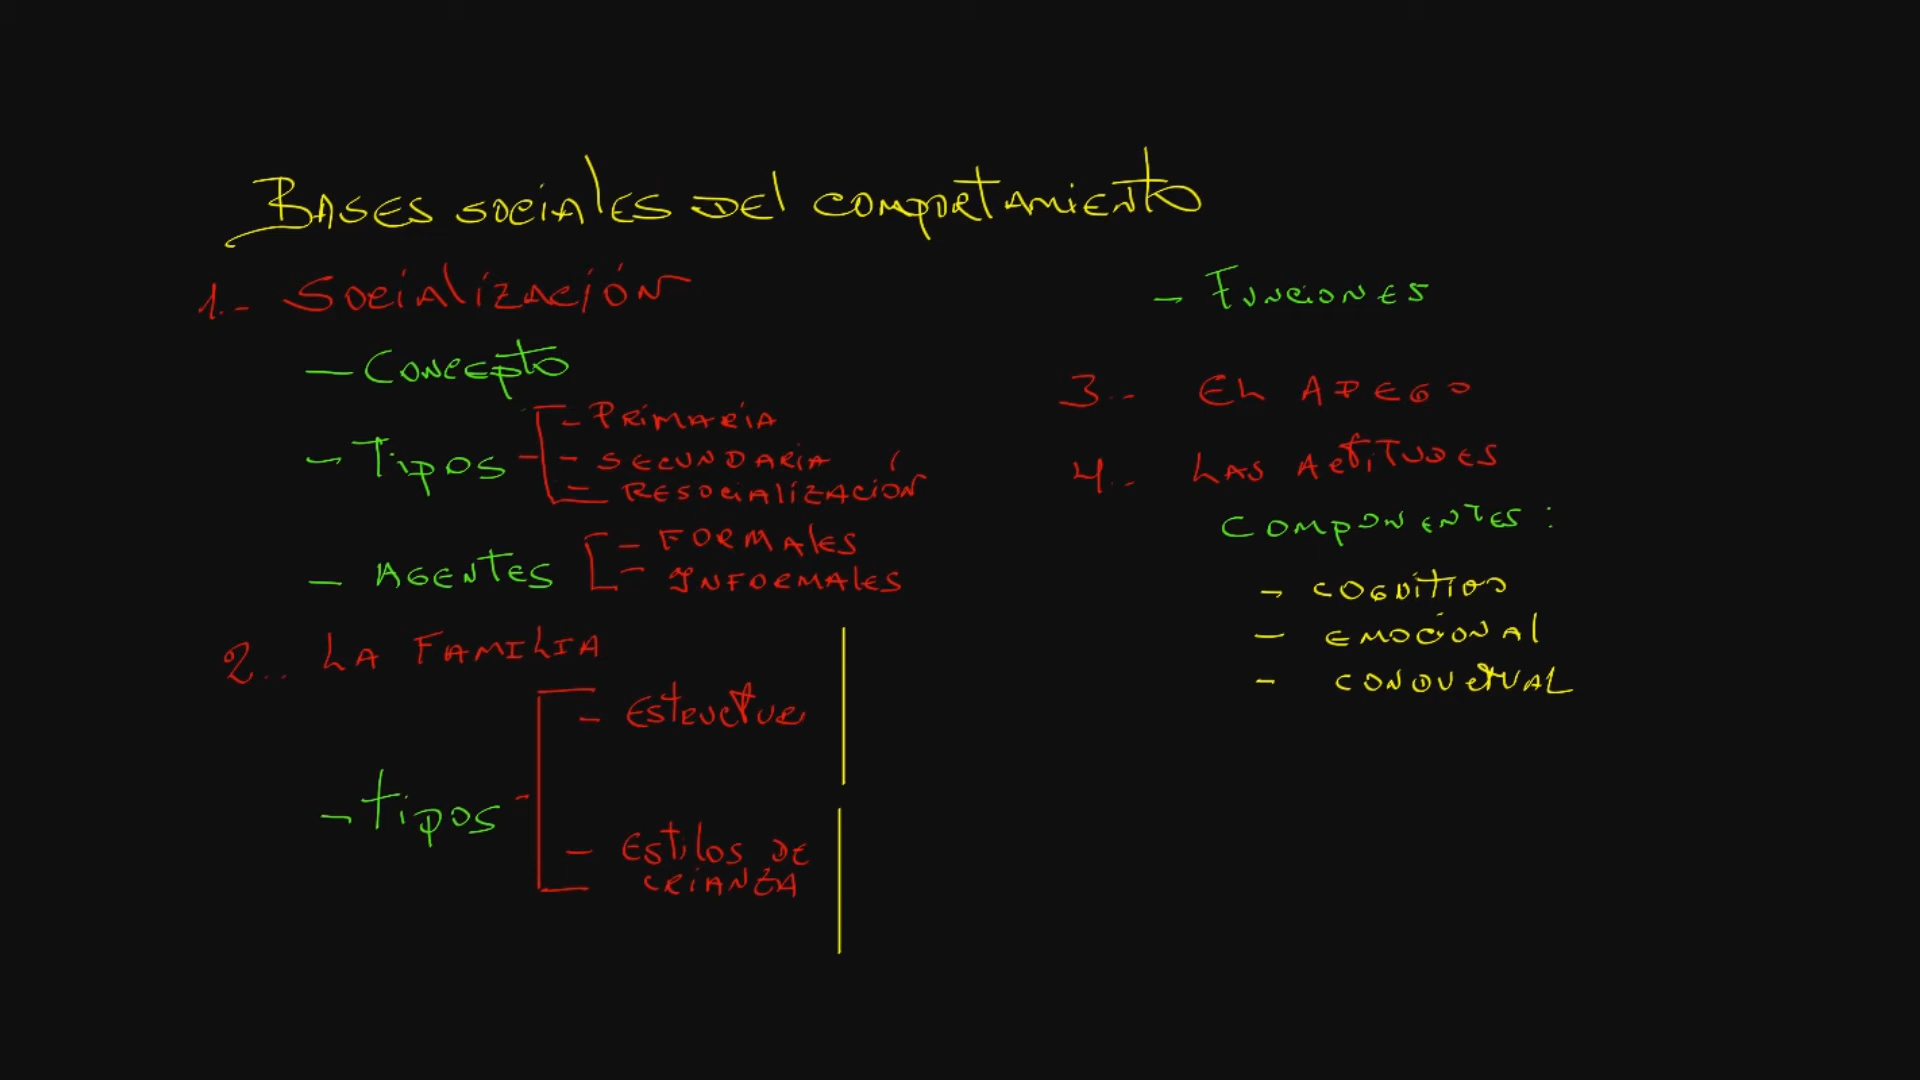 Bases sociales del comportamiento
1.- Socialización
- Concepto
- Tipos
- Primaria
- Secundaria
- Resocialización
- Agentes
- Formales
- Informales
2.. La Familia
- Tipos
- Estructur
- Estilos de
crianza
- Funciones
3.. El Apego
4.. Las Actitudes
Componentes:
- Cognitivo
- Emocional
- Conductual